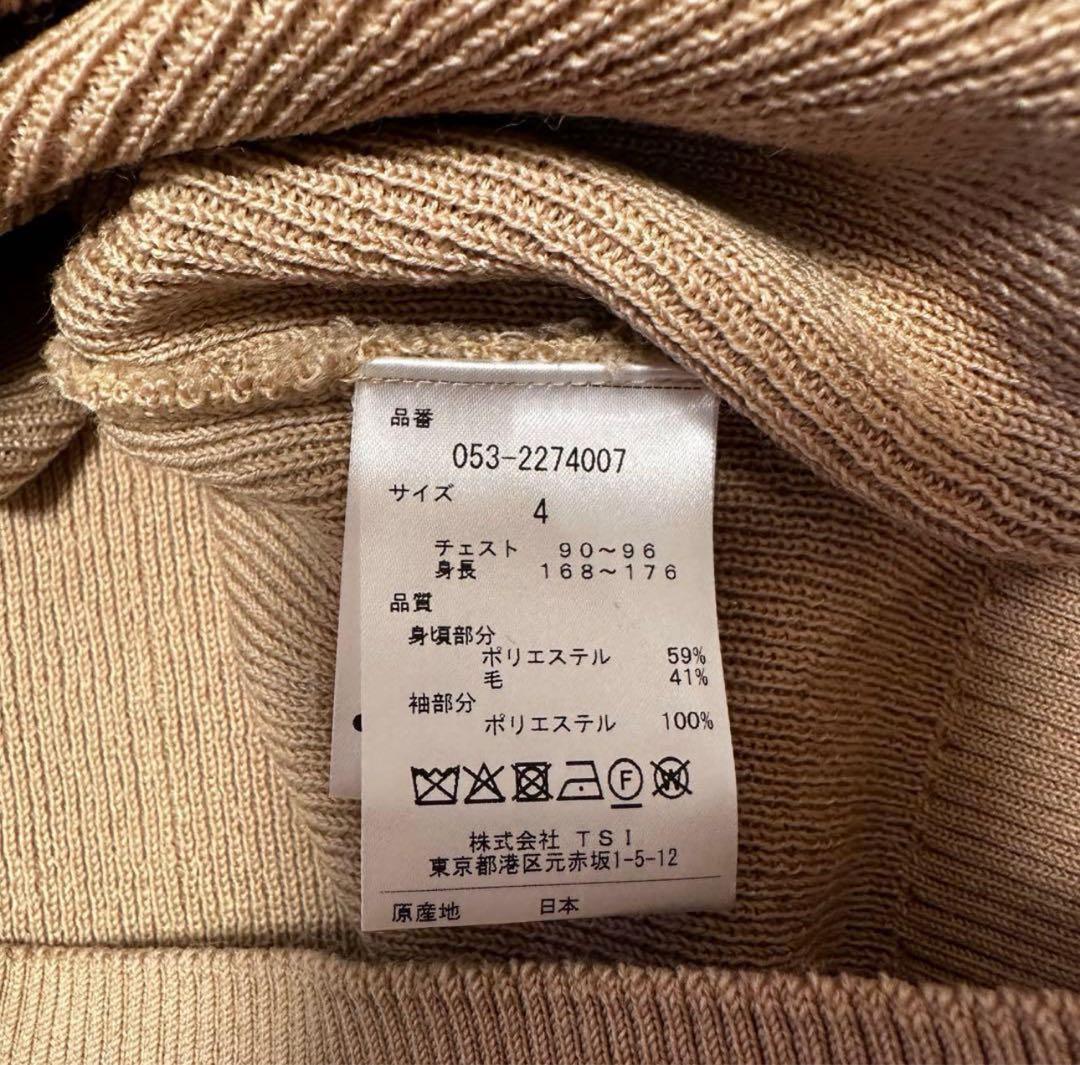 品番
053-2274007
サイズ
4
チェスト 90～96
身長 168～176
品質
身頃部分
ポリエステル 59%
毛 41%
袖部分
ポリエステル 100%
F W
株式会社 TSI
東京都港区元赤坂1-5-12
原産地 日本